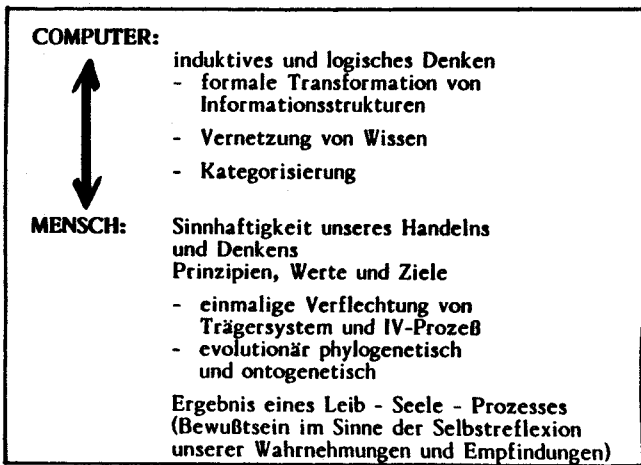 COMPUTER:
induktives und logisches Denken
- formale Transformation von
Informationsstrukturen
- Vernetzung von Wissen
- Kategorisierung
MENSCH: Sinnhaftigkeit unseres Handelns
und Denkens
Prinzipien, Werte und Ziele
- einmalige Verflechtung von
Trägersystem und IV-Prozeß
- evolutionär phylogenetisch
und ontogenetisch
Ergebnis eines Leib - Seele - Prozesses
(Bewußtsein im Sinne der Selbstreflexion
unserer Wahrnehmungen und Empfindungen)